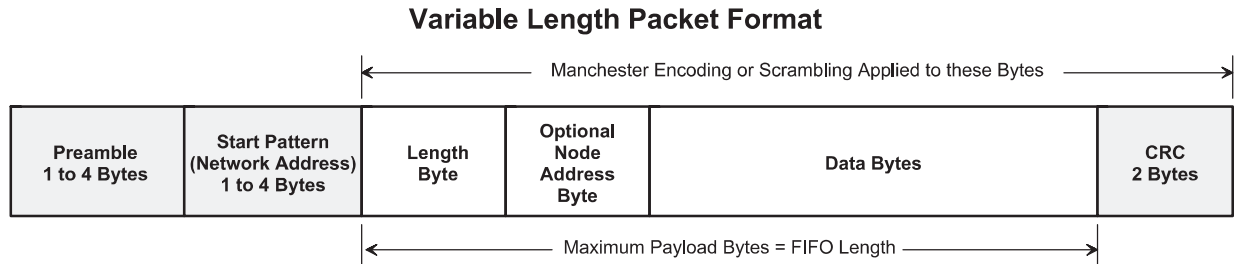 Variable Length Packet Format
Manchester Encoding or Scrambling Applied to these Bytes
Preamble
1 to 4 Bytes
Start Pattern
(Network Address)
1 to 4 Bytes
Length
Byte
Optional
Node
Address
Byte
Data Bytes
CRC
2 Bytes
Maximum Payload Bytes = FIFO Length